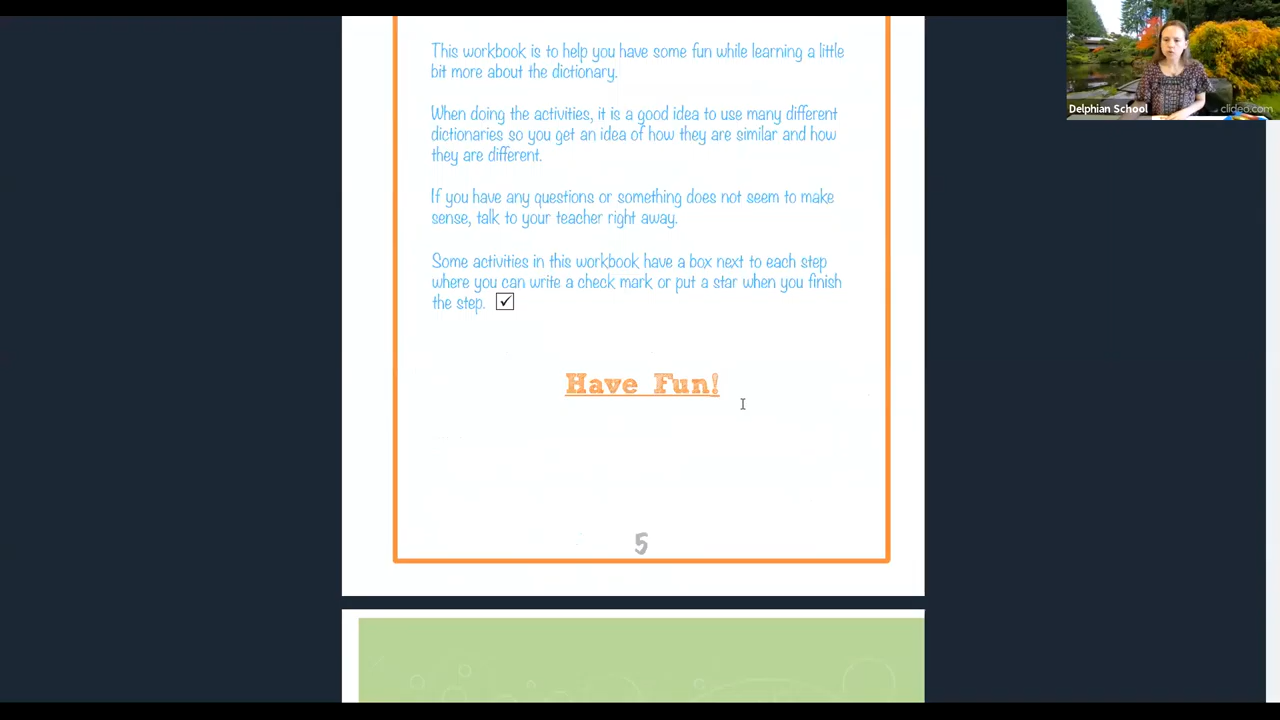 This workbook is to help you have some fun while learning a little
bit more about the dictionary.
When doing the activities, it is a good idea to use many different
dictionaries so you get an idea of how they are similar and how
they are different.
If you have any questions or something does not seem to make
sense, talk to your teacher right away.
Some activities in this workbook have a box next to each step
where you can write a check mark or put a star when you finish
the step.
Have Fun!
5
Delphian School
clideo.com